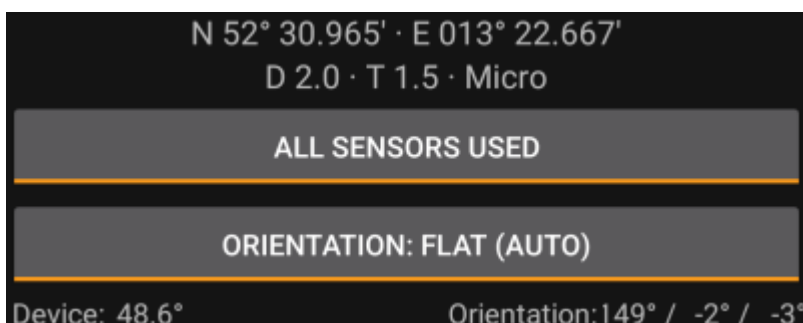 N 52° 30.965' · E 013° 22.667'
D 2.0 · T 1.5 · Micro
ALL SENSORS USED
ORIENTATION: FLAT (AUTO)
Device: 48.6° Orientation:149° / -2° / -3°